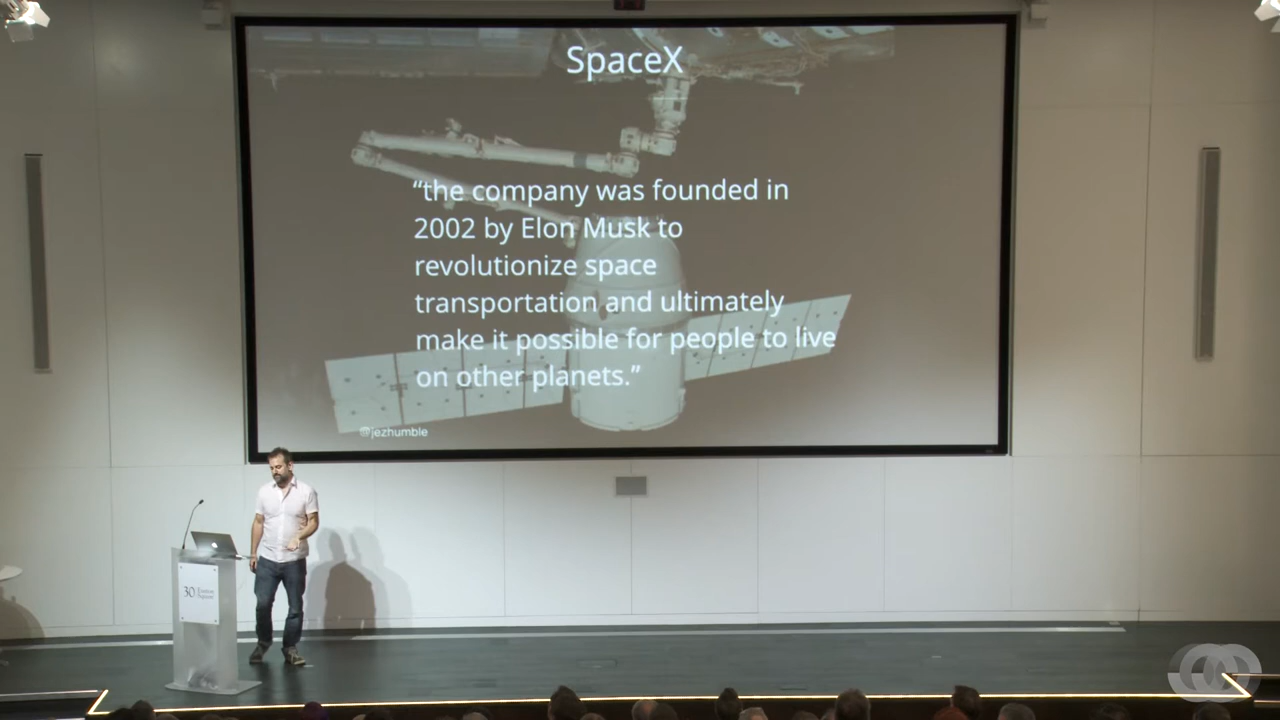 SpaceX
“the company was founded in
2002 by Elon Musk to
revolutionize space
transportation and ultimately
make it possible for people to live
on other planets.”
@jezhumble
30